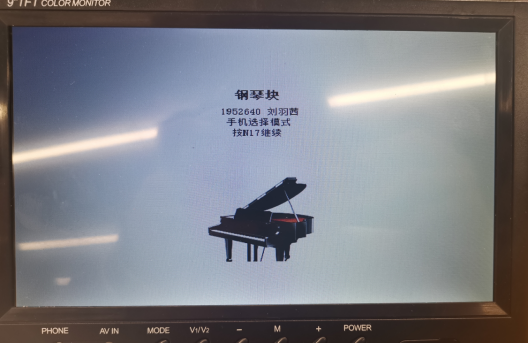 9" TFT COLOR MONITOR
钢琴块
1952640 刘羽茜
手机选择模式
按N17继续
PHONE AV IN MODE V1/V2 − M + POWER